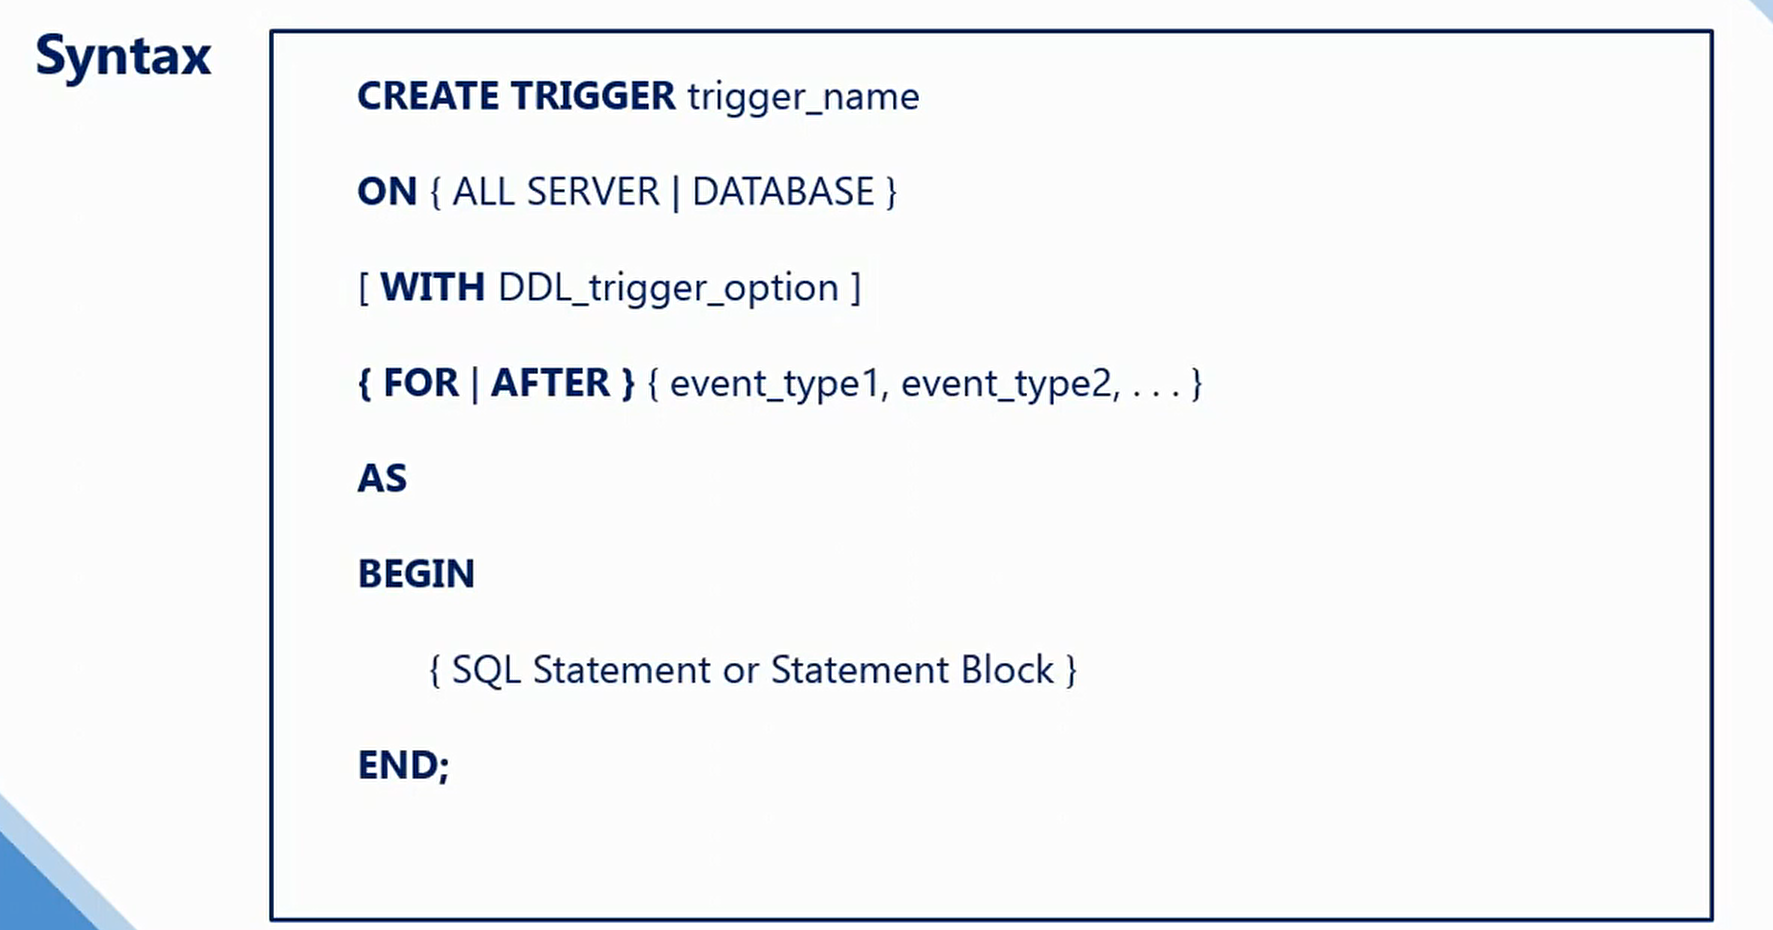 Syntax
CREATE TRIGGER trigger_name
ON { ALL SERVER | DATABASE }
[ WITH DDL_trigger_option ]
{ FOR | AFTER } { event_type1, event_type2, . . . }
AS
BEGIN
{ SQL Statement or Statement Block }
END;